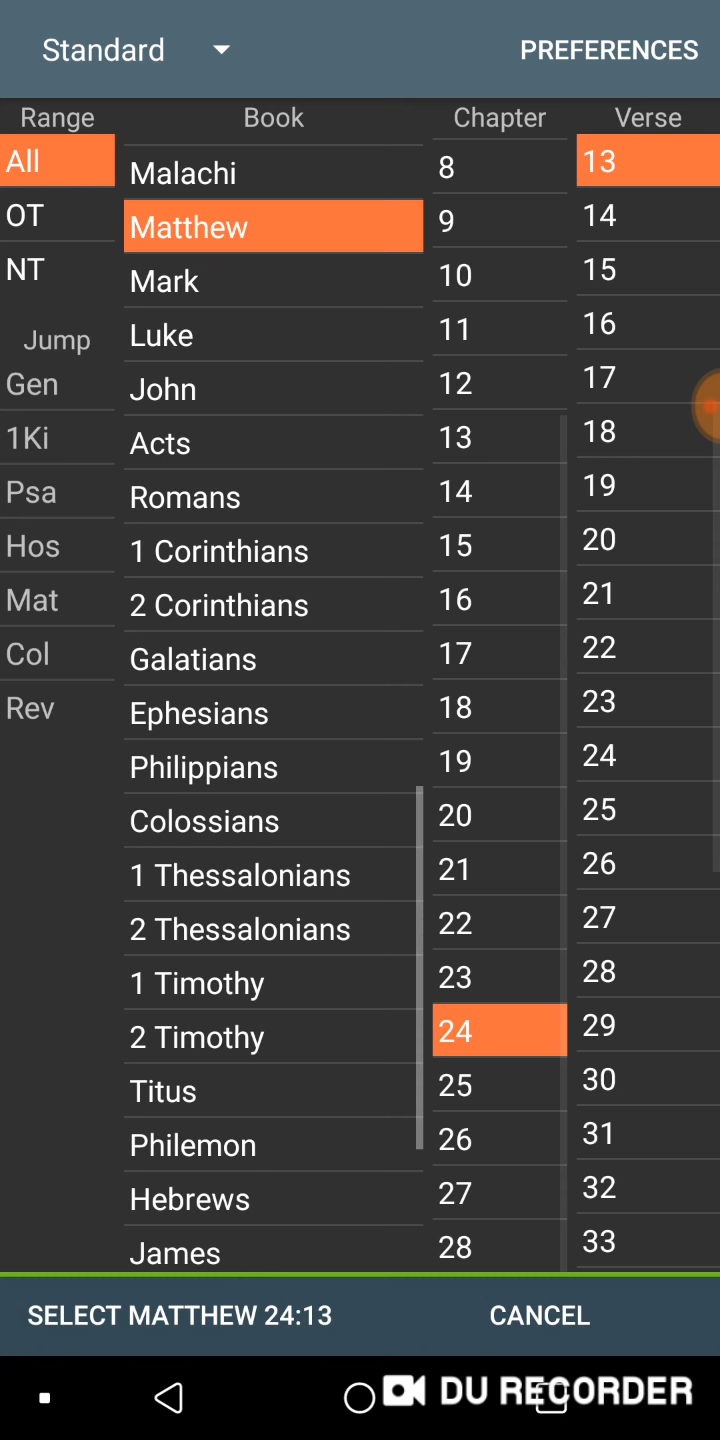 Standard PREFERENCES
Range Book Chapter Verse
All
OT
NT
Jump
Gen
1Ki
Psa
Hos
Mat
Col
Rev
Malachi
Matthew
Mark
Luke
John
Acts
Romans
1 Corinthians
2 Corinthians
Galatians
Ephesians
Philippians
Colossians
1 Thessalonians
2 Thessalonians
1 Timothy
2 Timothy
Titus
Philemon
Hebrews
James
8
9
10
11
12
13
14
15
16
17
18
19
20
21
22
23
24
25
26
27
28
13
14
15
16
17
18
19
20
21
22
23
24
25
26
27
28
29
30
31
32
33
SELECT MATTHEW 24:13 CANCEL
DU RECORDER